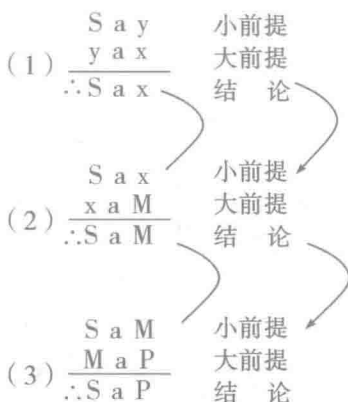 S a y 小前提
(1) y a x 大前提
∴S a x 结 论
S a x 小前提
(2) x a M 大前提
∴S a M 结 论
S a M 小前提
(3) M a P 大前提
∴S a P 结 论